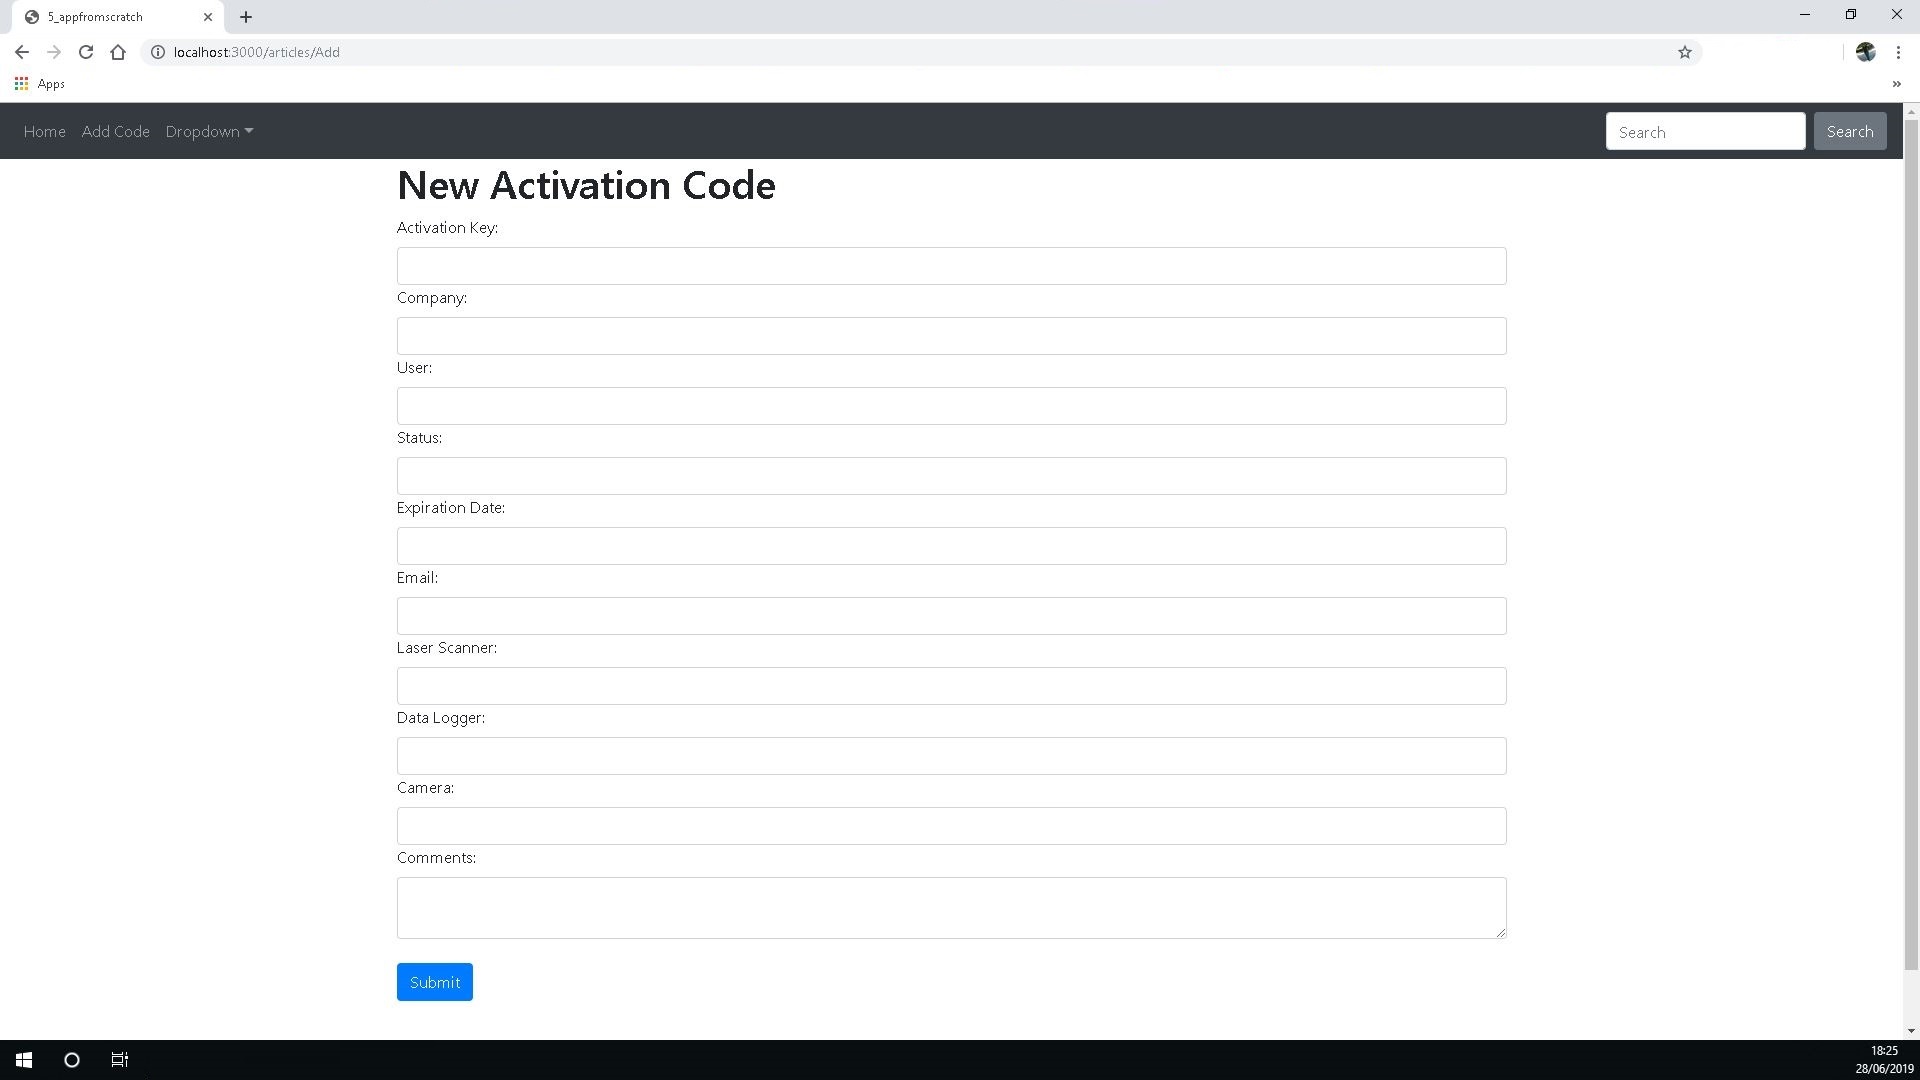 5_appfromscratch
localhost:3000/articles/Add
Apps
»
Home Add Code Dropdown Search Search
New Activation Code
Activation Key:
Company:
User:
Status:
Expiration Date:
Email:
Laser Scanner:
Data Logger:
Camera:
Comments:
Submit
18:25
28/06/2019